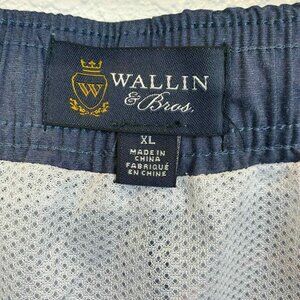 W
WALLIN
& Bros.
XL
MADE IN
CHINA
FABRIQUÉ
EN CHINE